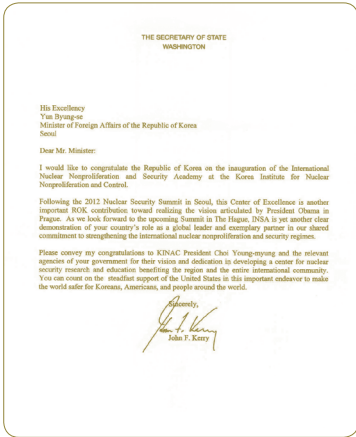 THE SECRETARY OF STATE
WASHINGTON
His Excellency
Yun Byung-se
Minister of Foreign Affairs of the Republic of Korea
Seoul
Dear Mr. Minister:
I would like to congratulate the Republic of Korea on the inauguration of the International
Nuclear Nonproliferation and Security Academy at the Korea Institute for Nuclear
Nonproliferation and Control.
Following the 2012 Nuclear Security Summit in Seoul, this Center of Excellence is another
important ROK contribution toward realizing the vision articulated by President Obama in
Prague. As we look forward to the upcoming Summit in The Hague, INSA is yet another clear
demonstration of your country's role as a global leader and exemplary partner in our shared
commitment to strengthening the international nuclear nonproliferation and security regimes.
Please convey my congratulations to KINAC President Choi Young-myung and the relevant
agencies of your government for their vision and dedication in developing a center for nuclear
security research and education benefiting the region and the entire international community.
You can count on the steadfast support of the United States in this important endeavor to make
the world safer for Koreans, Americans, and people around the world.
Sincerely,
John F. Kerry
John F. Kerry